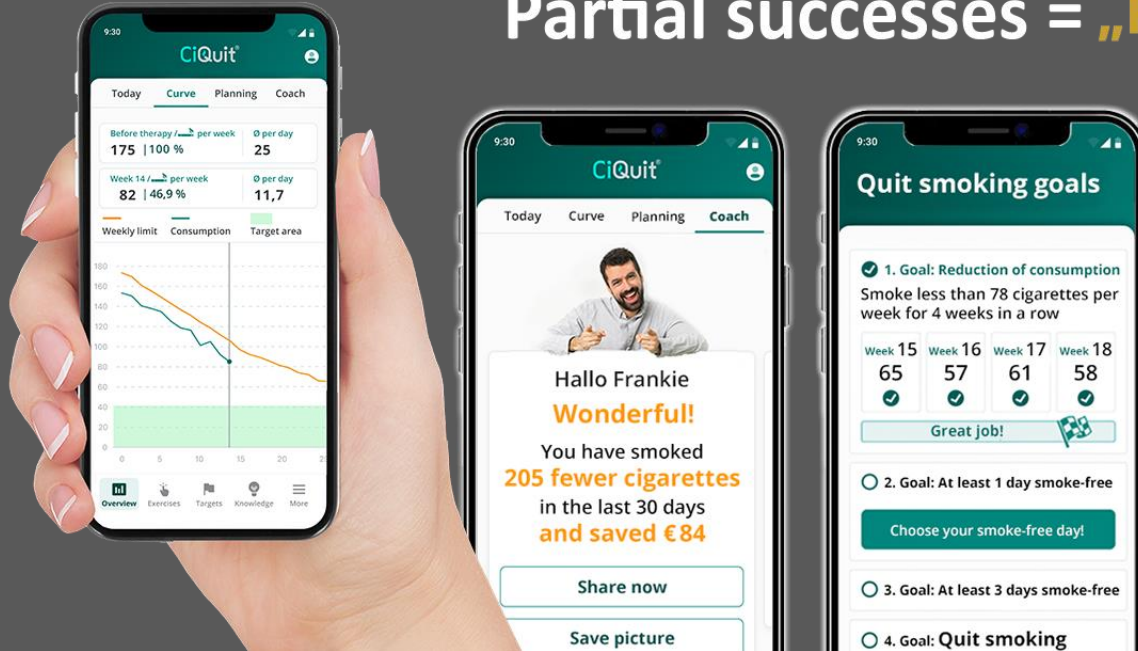 Partial successes = „
9:30
CiQuit®
Today Curve Planning Coach
Before therapy / per week Ø per day
175 | 100 % 25
Week 14 / per week Ø per day
82 | 46,9 % 11,7
Weekly limit Consumption Target area
180
160
140
120
100
80
60
40
20
0
0 5 10 15 20 25
Overview Exercises Targets Knowledge More
9:30
CiQuit®
Today Curve Planning Coach
Hallo Frankie
Wonderful!
You have smoked
205 fewer cigarettes
in the last 30 days
and saved €84
Share now
Save picture
9:30
Quit smoking goals
1. Goal: Reduction of consumption
Smoke less than 78 cigarettes per
week for 4 weeks in a row
Week 15 Week 16 Week 17 Week 18
65 57 61 58
Great job!
2. Goal: At least 1 day smoke-free
Choose your smoke-free day!
3. Goal: At least 3 days smoke-free
4. Goal: Quit smoking